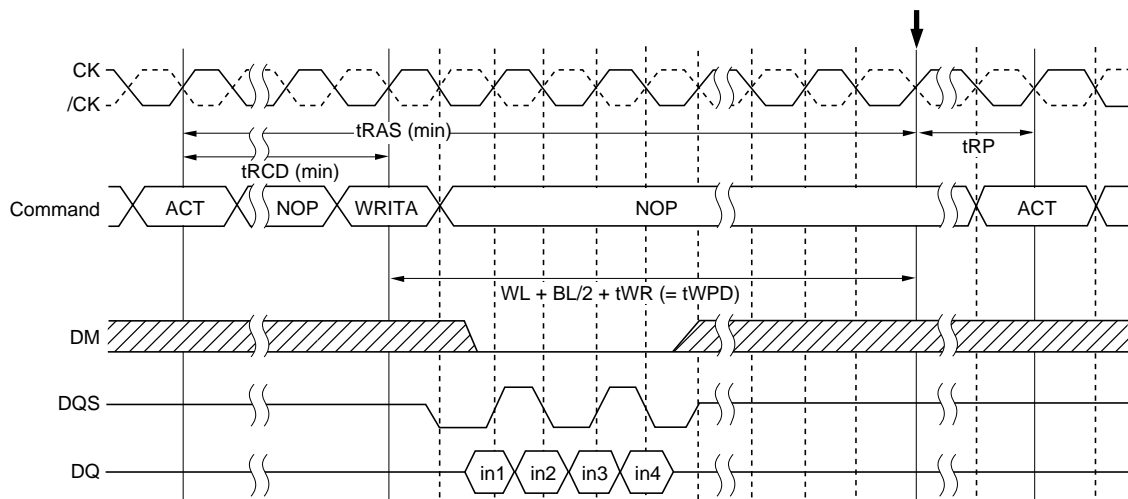 CK
/CK
tRAS (min)
tRP
tRCD (min)
Command ACT NOP WRITA NOP ACT
WL + BL/2 + tWR (= tWPD)
DM
DQS
DQ in1 in2 in3 in4